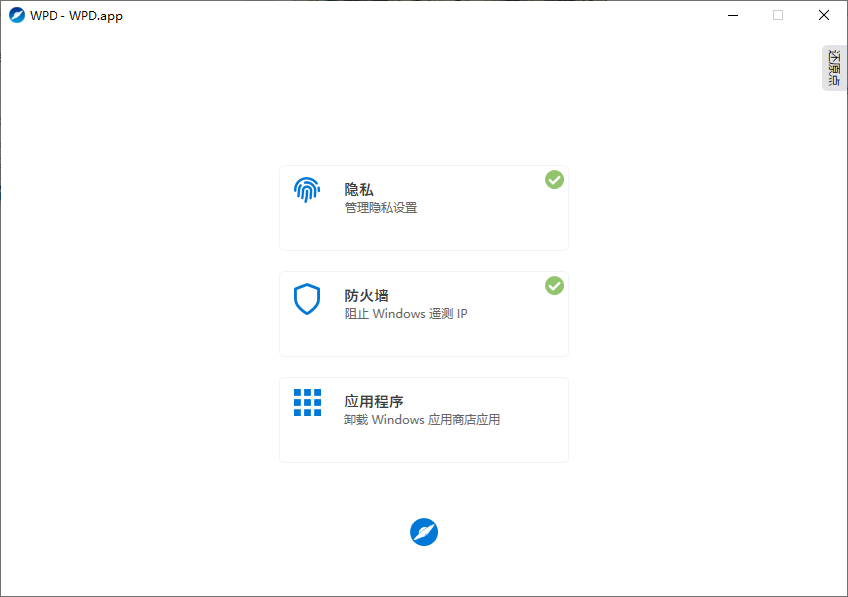 WPD - WPD.app
还原点
隐私
管理隐私设置
防火墙
阻止 Windows 遥测 IP
应用程序
卸载 Windows 应用商店应用